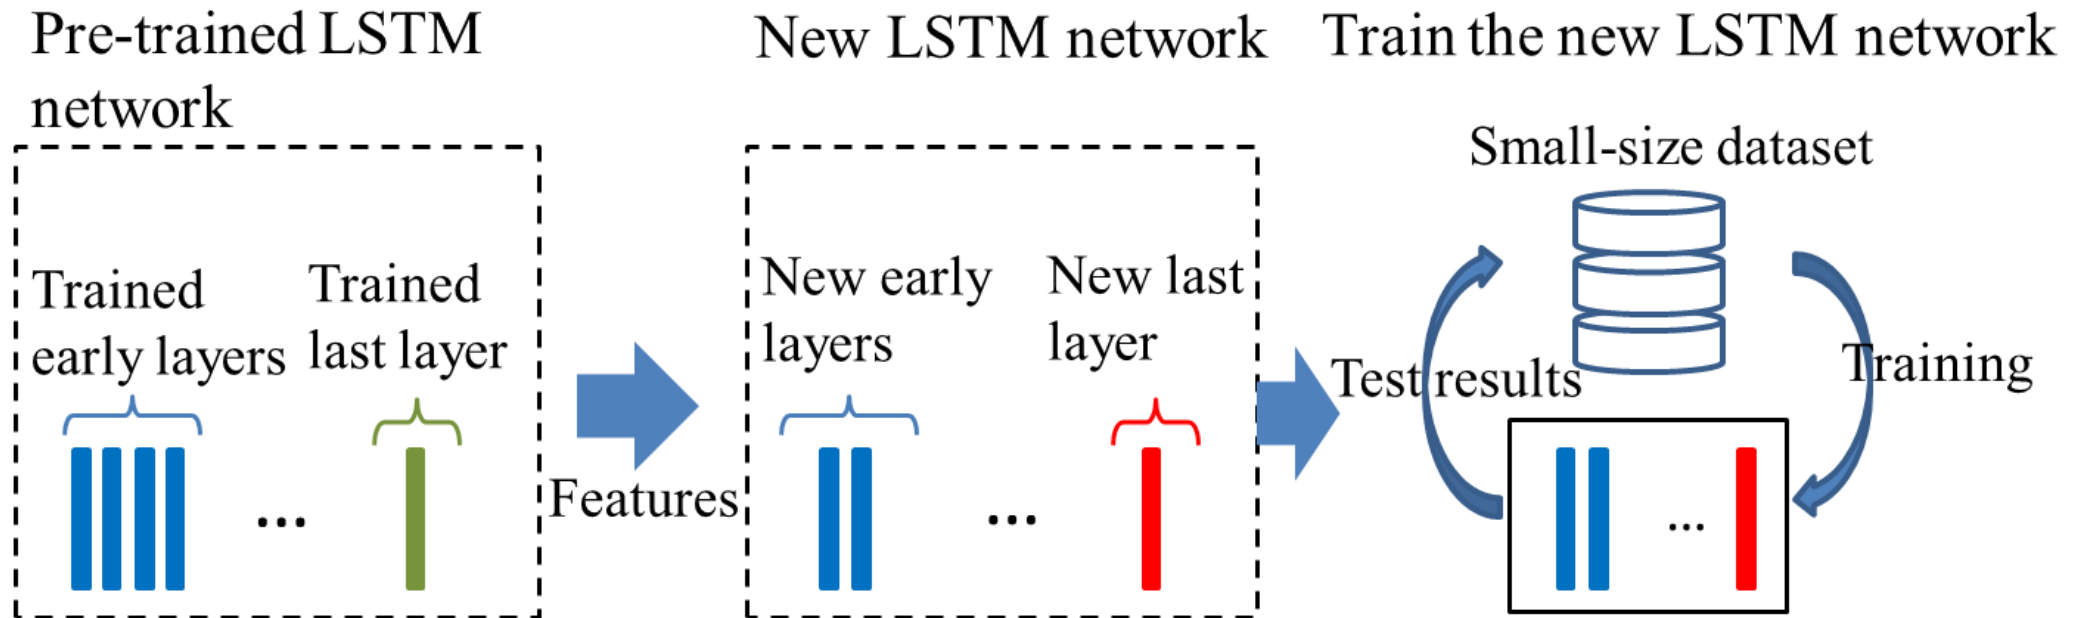 Pre-trained LSTM
network
Trained
early layers
Trained
last layer
...
Features
New LSTM network
New early
layers
New last
layer
...
Train the new LSTM network
Small-size dataset
Test results
Training
...